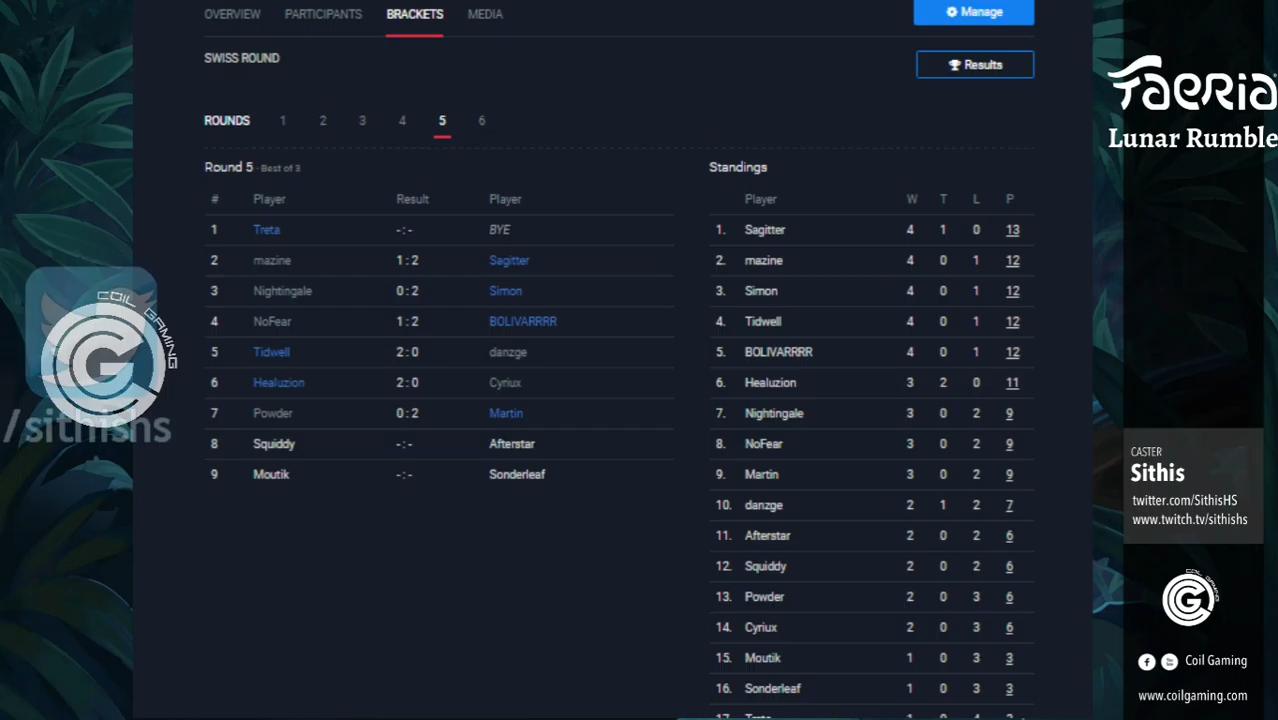 OVERVIEW PARTICIPANTS BRACKETS MEDIA
Manage
SWISS ROUND
Results
ROUNDS 1 2 3 4 5 6
Round 5 - Best of 3
# Player Result Player
1 Treta -:- BYE
2 mazine 1:2 Sagitter
3 Nightingale 0:2 Simon
4 NoFear 1:2 BOLIVARRRR
5 Tidwell 2:0 danzge
6 Healuzion 2:0 Cyriux
7 Powder 0:2 Martin
8 Squiddy -:- Afterstar
9 Moutik -:- Sonderleaf
Standings
Player W T L P
1. Sagitter 4 1 0 13
2. mazine 4 0 1 12
3. Simon 4 0 1 12
4. Tidwell 4 0 1 12
5. BOLIVARRRR 4 0 1 12
6. Healuzion 3 2 0 11
7. Nightingale 3 0 2 9
8. NoFear 3 0 2 9
9. Martin 3 0 2 9
10. danzge 2 1 2 7
11. Afterstar 2 0 2 6
12. Squiddy 2 0 2 6
13. Powder 2 0 3 6
14. Cyriux 2 0 3 6
15. Moutik 1 0 3 3
16. Sonderleaf 1 0 3 3
COIL GAMING
/sithishs
Faeria
Lunar Rumble
CASTER
Sithis
twitter.com/SithisHS
www.twitch.tv/sithishs
COIL GAMING
Coil Gaming
www.coilgaming.com